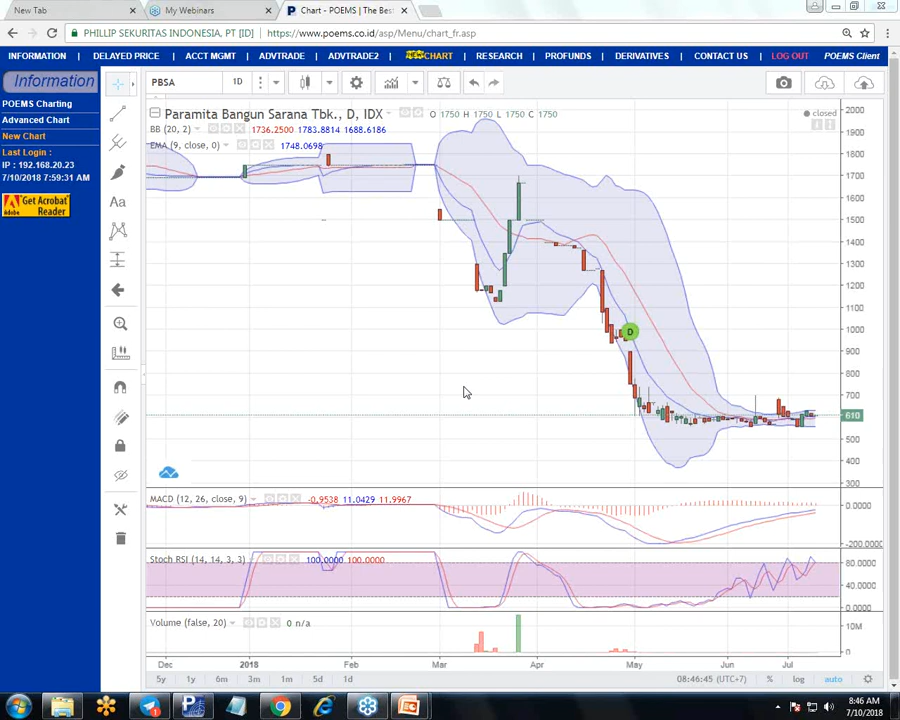 New Tab
My Webinars
Chart - POEMS | The Bes
PHILLIP SEKURITAS INDONESIA. PT [ID]
https://www.poems.co.id/asp/Menu/chart_fr.asp
INFORMATION DELAYED PRICE ACCT MGMT ADVTRADE ADVTRADE2 NEW CHART RESEARCH PROFUNDS DERIVATIVES CONTACT US LOG OUT POEMS Client
Information
POEMS Charting
Advanced Chart
New Chart
Last Login :
IP : 192.168.20.23
7/10/2018 7:59:31 AM
Get Acrobat
Reader
Adobe
PBSA 1D
Paramita Bangun Sarana Tbk., D, IDX
O 1750 H 1750 L 1750 C 1750
closed
BB (20, 2) 1736.2500 1783.8814 1688.6186
EMA (9, close, 0) 1748.0698
Aa
D
2000
1900
1800
1700
1600
1500
1400
1300
1200
1100
1000
900
800
700
610
500
400
300
MACD (12, 26, close, 9) -0.9538 11.0429 11.9967
0.0000
-200.0000
Stoch RSI (14, 14, 3, 3) 100.0000 100.0000
80.0000
40.0000
0.0000
Volume (false, 20) 0 n/a
10M
0
Dec 2018 Feb Mar Apr May Jun Jul
5y 1y 6m 3m 1m 5d 1d
08:46:45 (UTC+7) % log auto
8:46 AM
7/10/2018